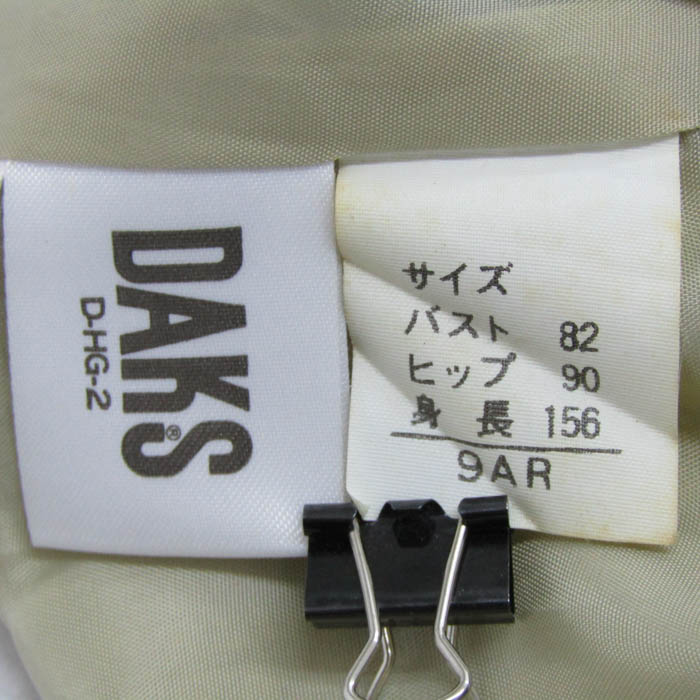 DAKS®
D-HG-2
サイズ
バスト 82
ヒップ 90
身長 156
9AR